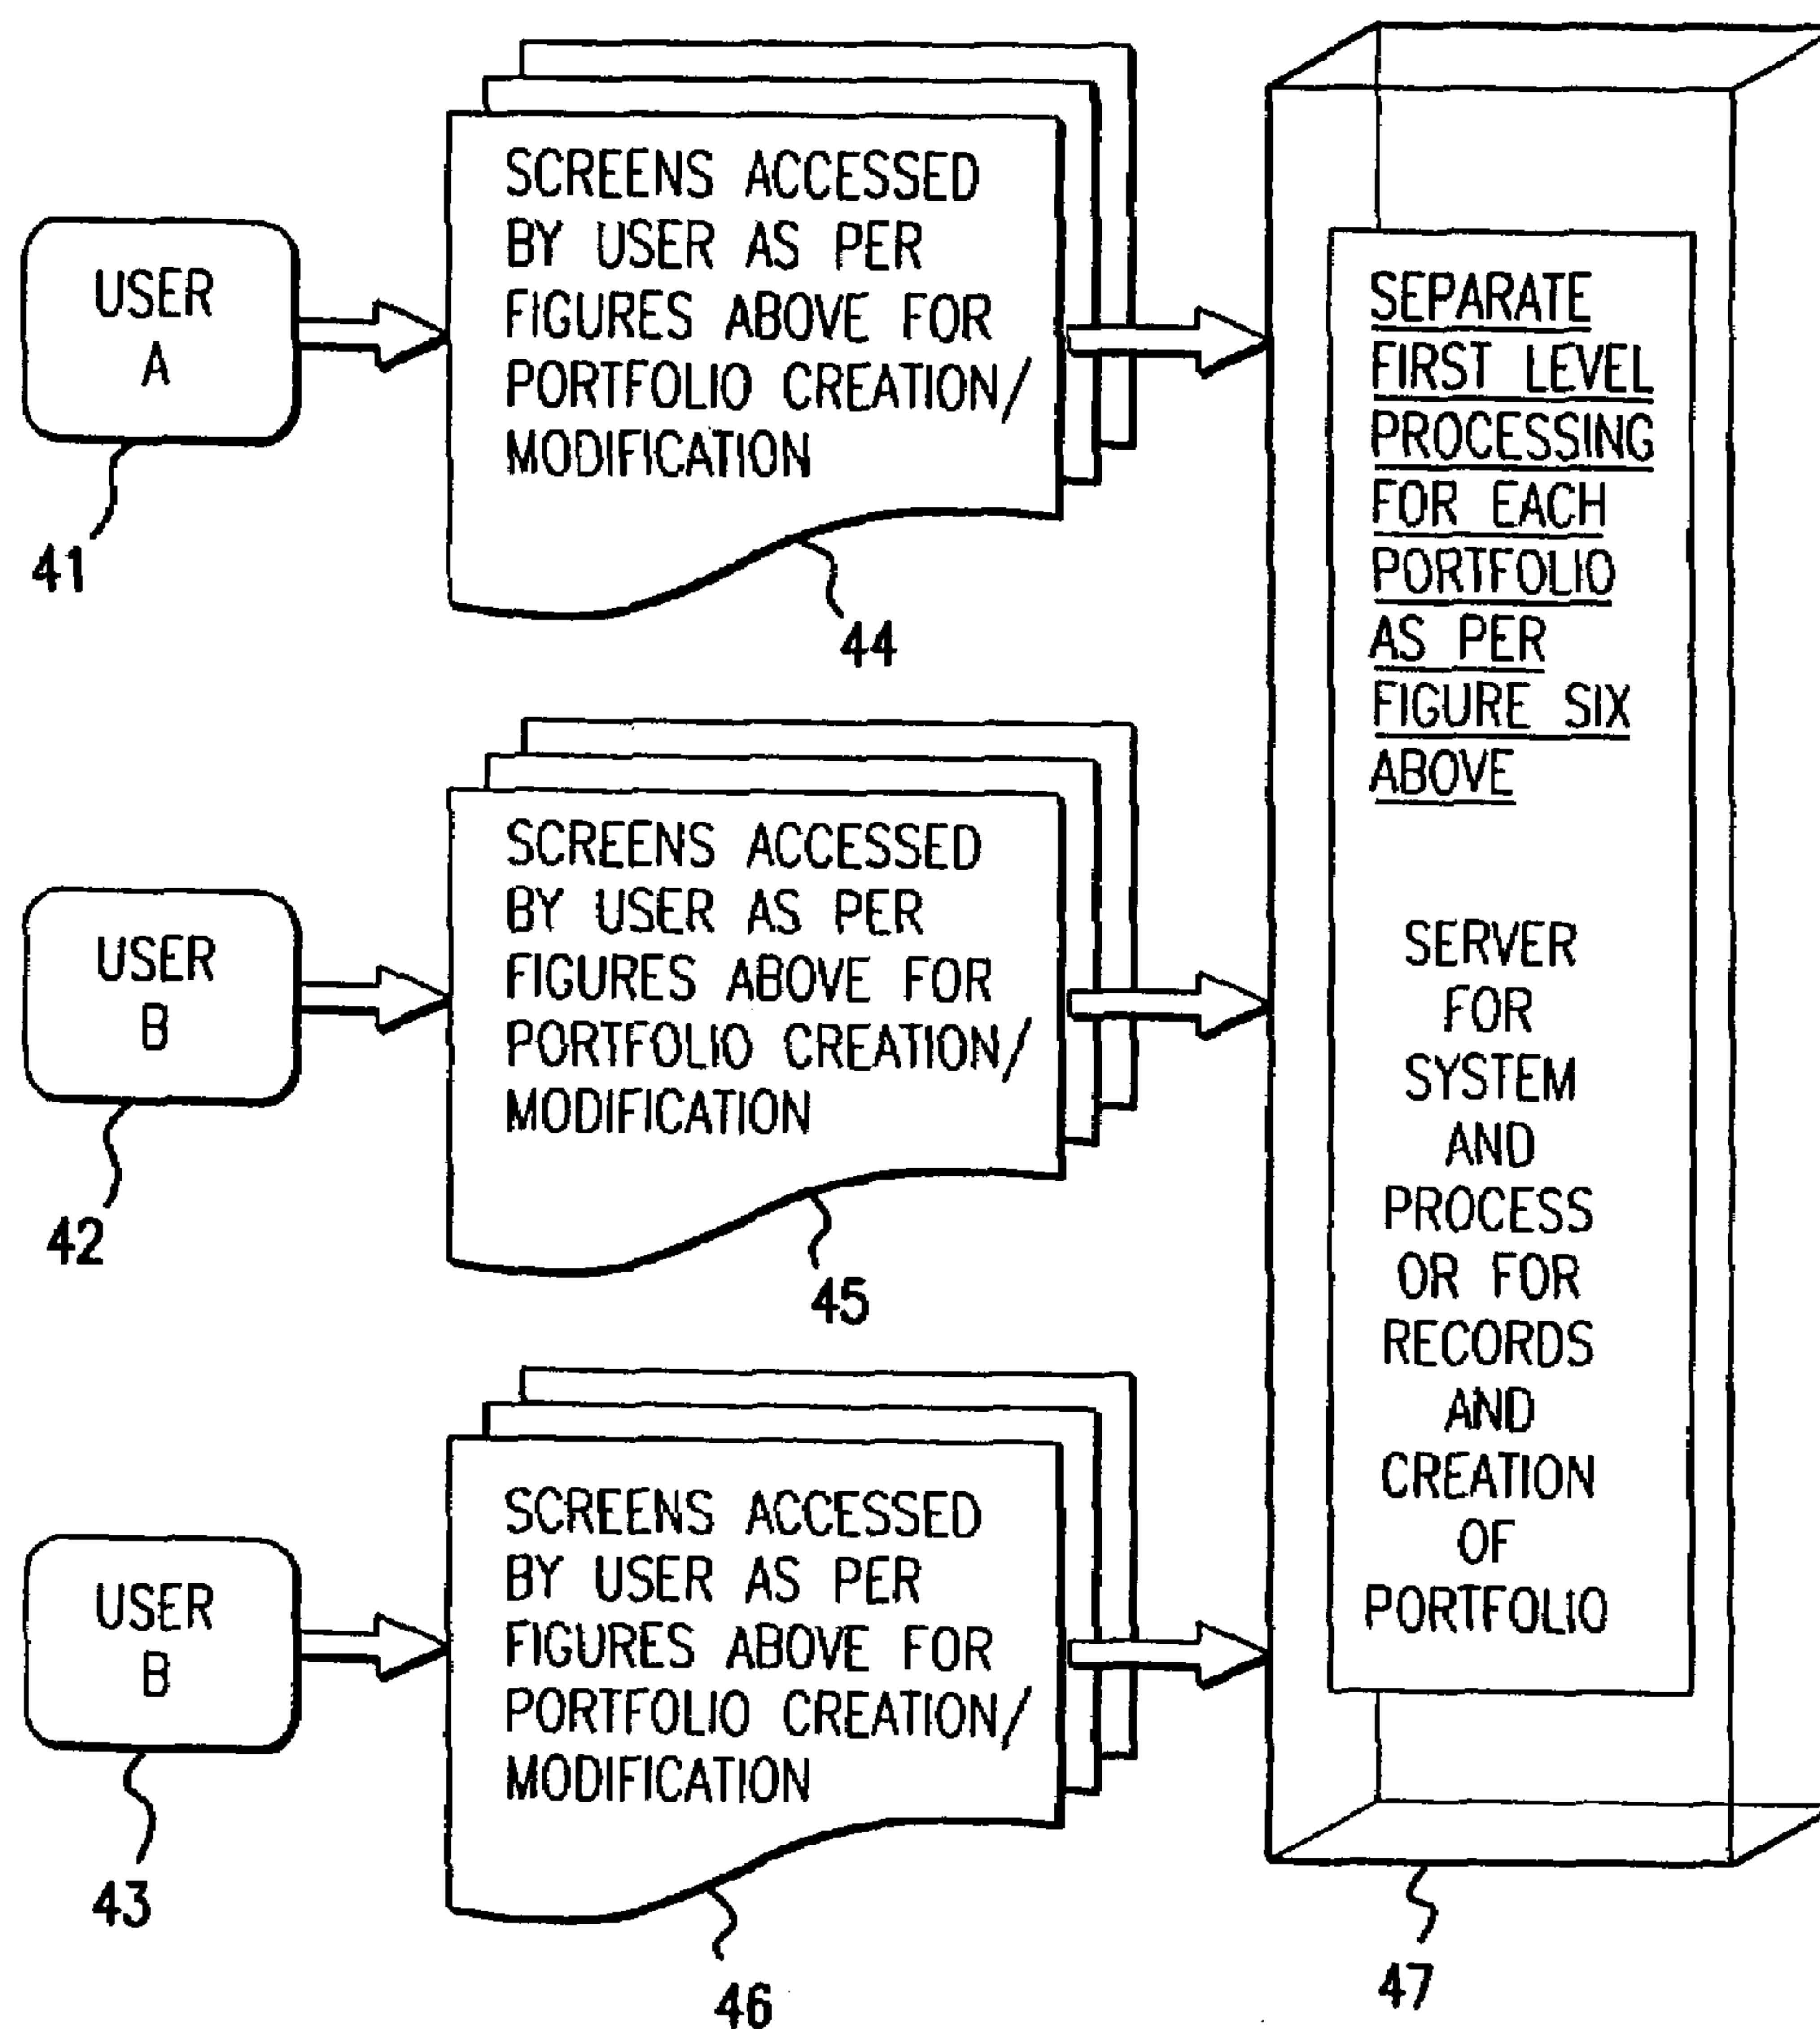 USER
A
41
SCREENS ACCESSED
BY USER AS PER
FIGURES ABOVE FOR
PORTFOLIO CREATION/
MODIFICATION
44
USER
B
42
SCREENS ACCESSED
BY USER AS PER
FIGURES ABOVE FOR
PORTFOLIO CREATION/
MODIFICATION
45
USER
B
43
SCREENS ACCESSED
BY USER AS PER
FIGURES ABOVE FOR
PORTFOLIO CREATION/
MODIFICATION
46
SEPARATE
FIRST LEVEL
PROCESSING
FOR EACH
PORTFOLIO
AS PER
FIGURE SIX
ABOVE
SERVER
FOR
SYSTEM
AND
PROCESS
OR FOR
RECORDS
AND
CREATION
OF
PORTFOLIO
47